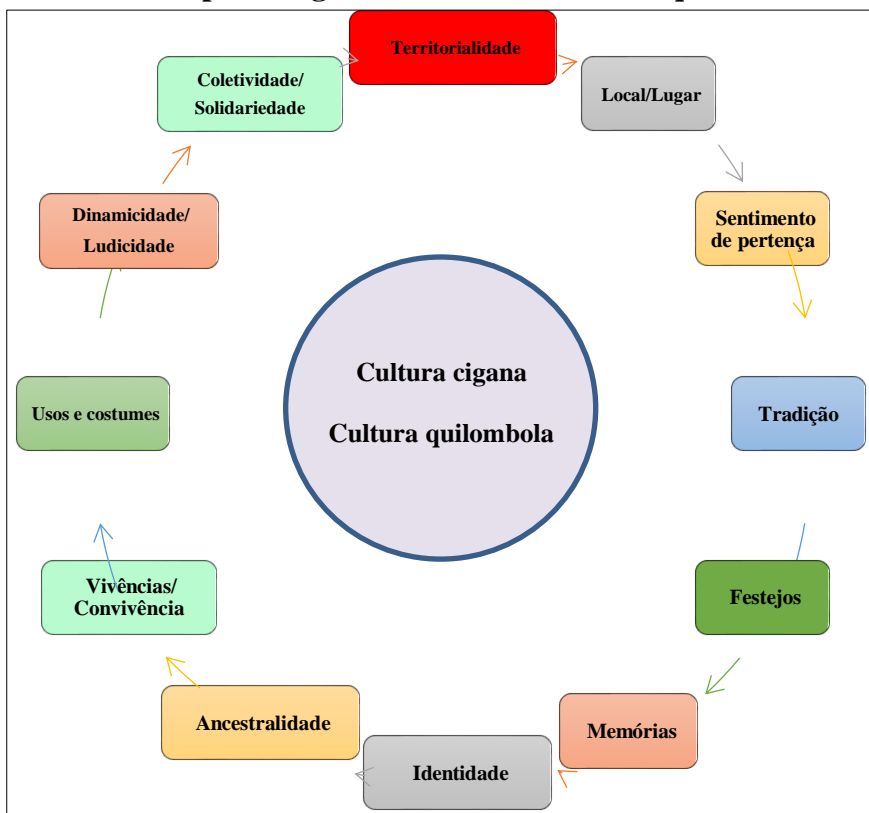 Territorialidade
Local/Lugar
Sentimento
de pertença
Tradição
Festejos
Memórias
Identidade
Ancestralidade
Vivências/
Convivência
Usos e costumes
Dinamicidade/
Ludicidade
Coletividade/
Solidariedade
Cultura cigana
Cultura quilombola